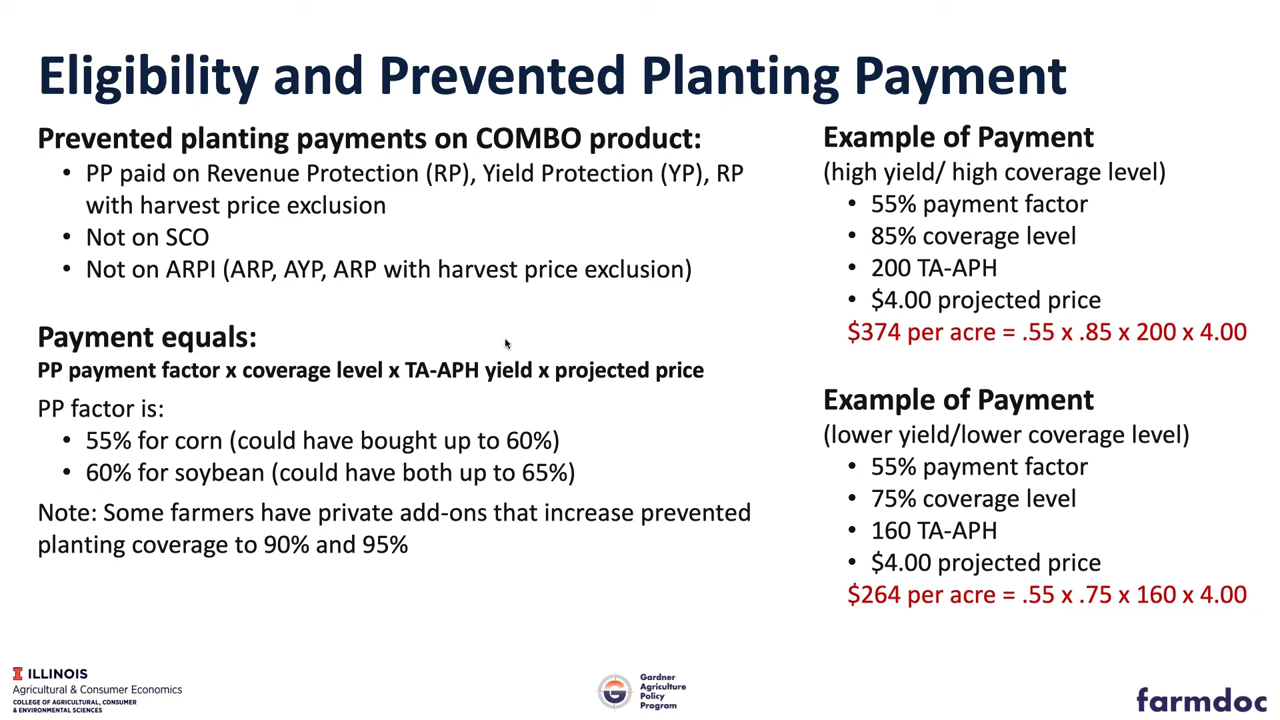 Eligibility and Prevented Planting Payment
Prevented planting payments on COMBO product:
• PP paid on Revenue Protection (RP), Yield Protection (YP), RP
with harvest price exclusion
• Not on SCO
• Not on ARPI (ARP, AYP, ARP with harvest price exclusion)
Payment equals:
PP payment factor x coverage level x TA-APH yield x projected price
PP factor is:
• 55% for corn (could have bought up to 60%)
• 60% for soybean (could have both up to 65%)
Note: Some farmers have private add-ons that increase prevented
planting coverage to 90% and 95%
Example of Payment
(high yield/ high coverage level)
• 55% payment factor
• 85% coverage level
• 200 TA-APH
• $4.00 projected price
$374 per acre = .55 x .85 x 200 x 4.00
Example of Payment
(lower yield/lower coverage level)
• 55% payment factor
• 75% coverage level
• 160 TA-APH
• $4.00 projected price
$264 per acre = .55 x .75 x 160 x 4.00
I ILLINOIS
Agricultural & Consumer Economics
COLLEGE OF AGRICULTURAL, CONSUMER
& ENVIRONMENTAL SCIENCES
G
Gardner
Agriculture
Policy
Program
farmdoc